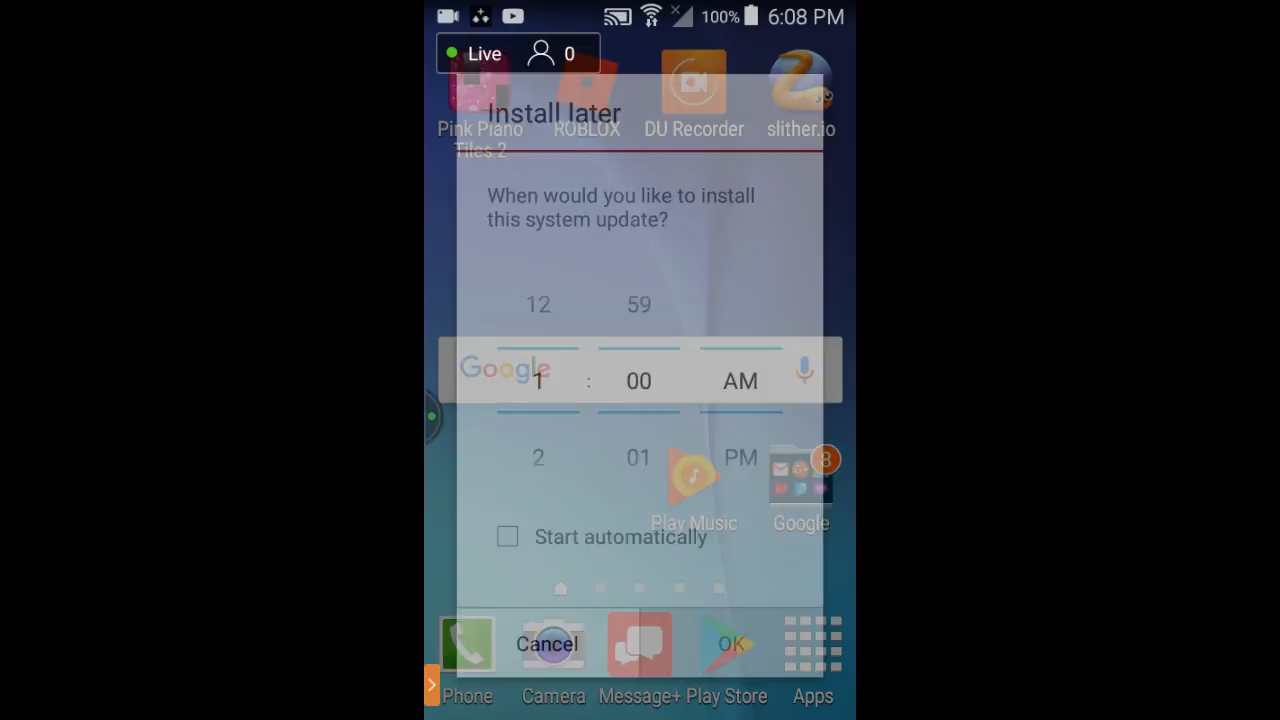 100% 6:08 PM
Live 0
Install later
Pink Piano Tiles 2
ROBLOX
DU Recorder
slither.io
When would you like to install
this system update?
12 59
Google
1 : 00 AM
2 01 PM
8
Play Music
Google
Start automatically
Cancel
OK
Phone
Camera
Message+
Play Store
Apps